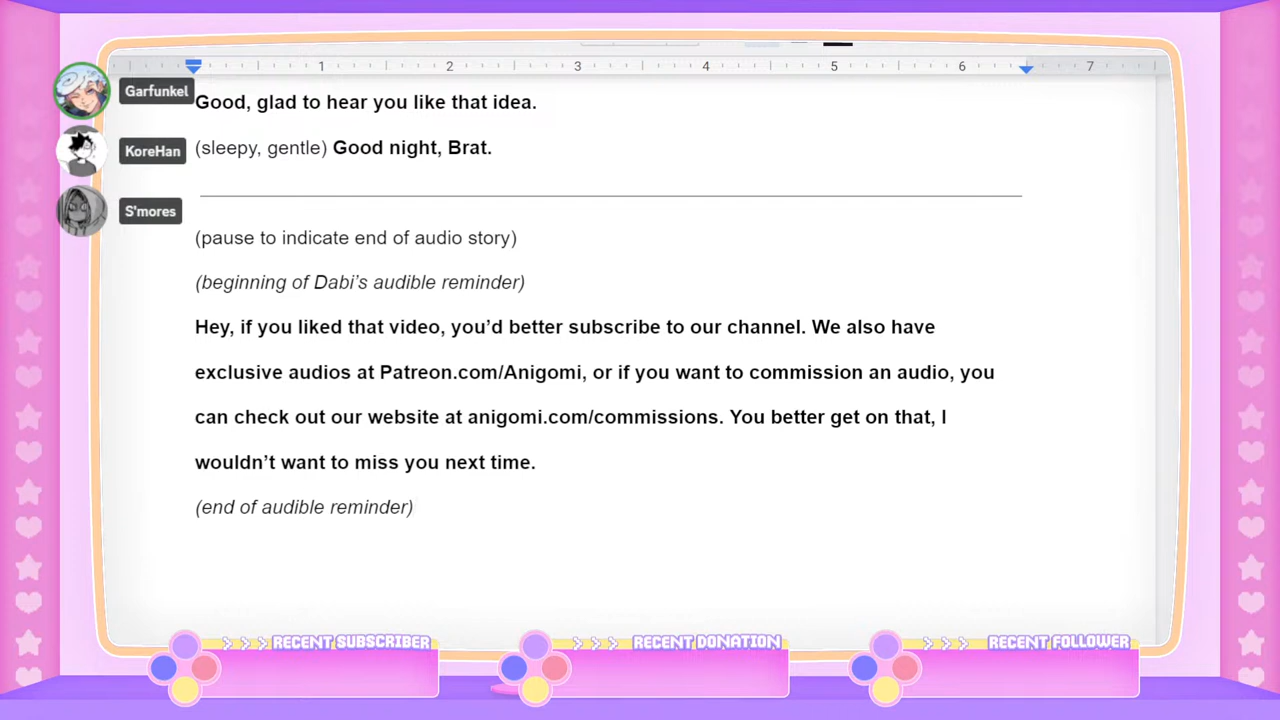 1 2 3 4 5 6 7
Garfunkel
Good, glad to hear you like that idea.
KoreHan
(sleepy, gentle) Good night, Brat.
S'mores
(pause to indicate end of audio story)
(beginning of Dabi’s audible reminder)
Hey, if you liked that video, you’d better subscribe to our channel. We also have
exclusive audios at Patreon.com/Anigomi, or if you want to commission an audio, you
can check out our website at anigomi.com/commissions. You better get on that, I
wouldn’t want to miss you next time.
(end of audible reminder)
> > > RECENT SUBSCRIBER
> > > RECENT DONATION
> > > RECENT FOLLOWER